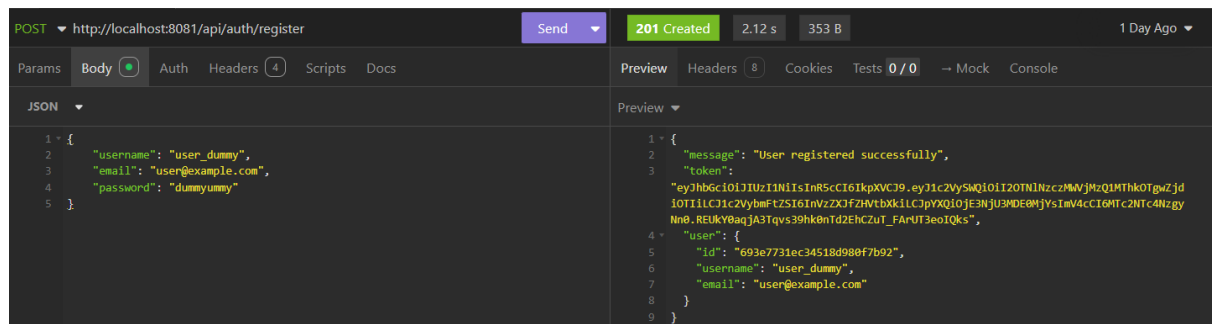 POST http://localhost:8081/api/auth/register Send 201 Created 2.12 s 353 B 1 Day Ago
Params Body Auth Headers 4 Scripts Docs Preview Headers 8 Cookies Tests 0 / 0 → Mock Console
JSON Preview
1 {
2 "username": "user_dummy",
3 "email": "user@example.com",
4 "password": "dummyummy"
5 }
1 {
2 "message": "User registered successfully",
3 "token":
"eyJhbGciOiJIUzI1NiIsInR5cCI6IkpXVCJ9.eyJ1c2VySWQiOiI2OTNlNzczMWVjMzQ1MThkOTgwZjd
iOTIiLCJ1c2VybmFtZSI6InVzZXJfZHVtbXkiLCJpYXQiOjE3NjU3MDE0MjYsImV4cCI6MTc2NTc4Nzgy
Nn0.REUkY0aqjA3Tqvs39hk0nTd2EhCZuT_FArUT3eoIQks",
4 "user": {
5 "id": "693e7731ec34518d980f7b92",
6 "username": "user_dummy",
7 "email": "user@example.com"
8 }
9 }